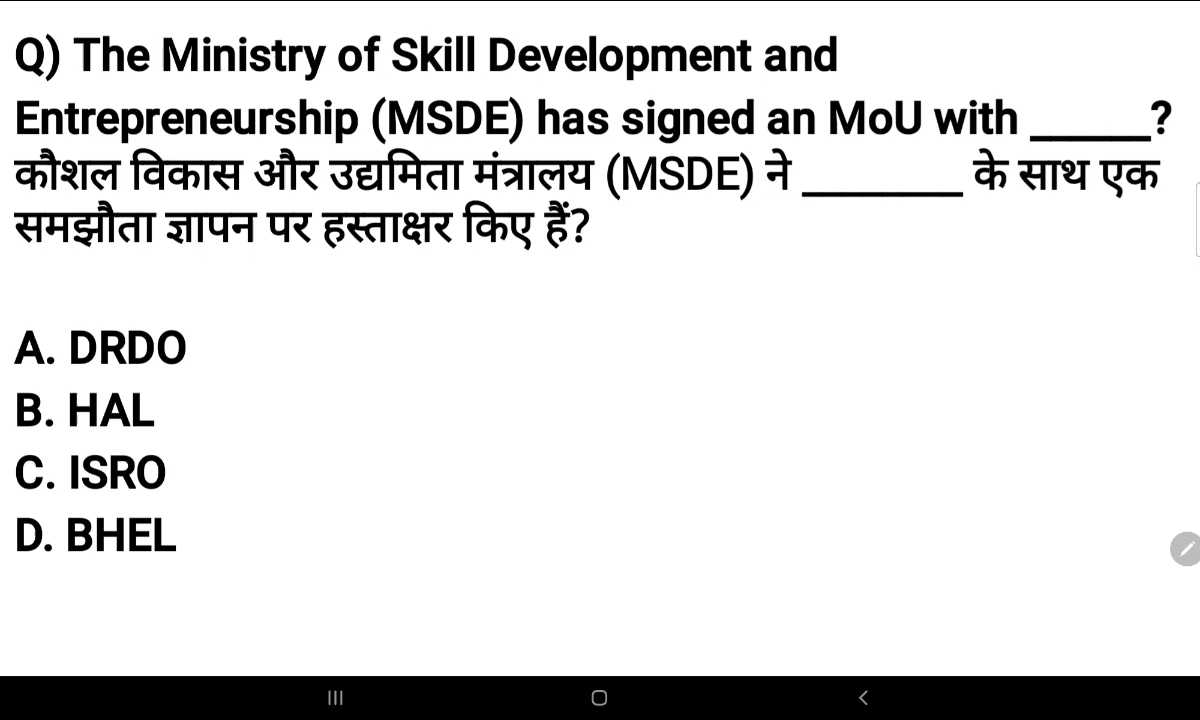 Q) The Ministry of Skill Development and
Entrepreneurship (MSDE) has signed an MoU with ______?
कौशल विकास और उद्यमिता मंत्रालय (MSDE) ने ________ के साथ एक
समझौता ज्ञापन पर हस्ताक्षर किए हैं?
A. DRDO
B. HAL
C. ISRO
D. BHEL